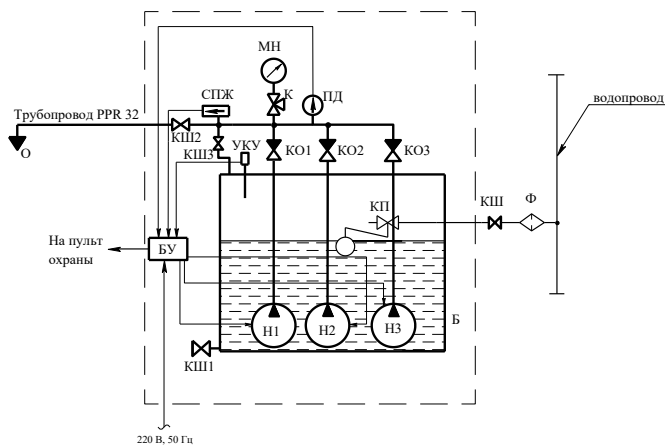 МН
СПЖ
К
ПД
Трубопровод PPR 32
водопровод
О
КШ2
КШ3
УКУ
КО1
КО2
КО3
КП
КШ
Ф
На пульт
охраны
БУ
Н1
Н2
Н3
Б
КШ1
220 В, 50 Гц